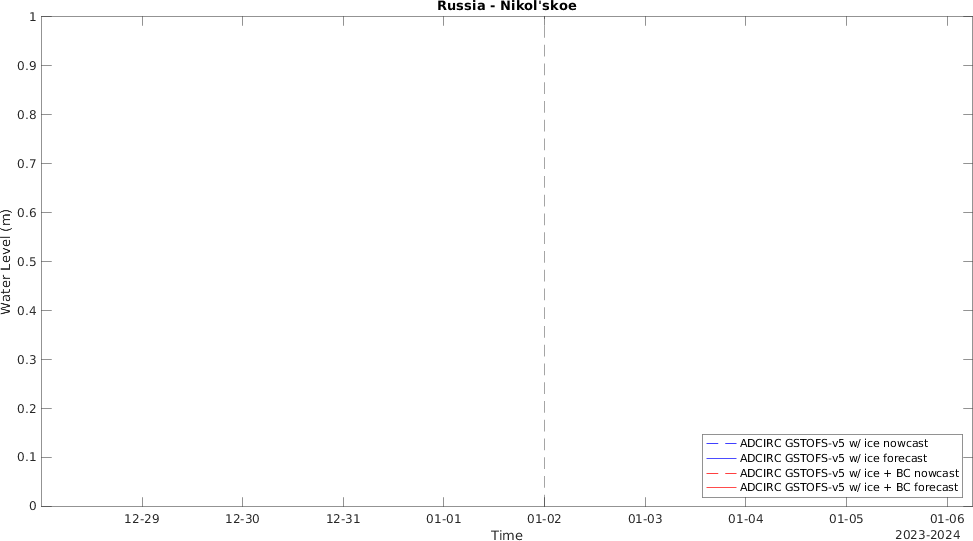 Russia - Nikol'skoe
1
0.9
0.8
0.7
0.6
0.5
0.4
0.3
0.2
0.1
0
Water Level (m)
12-29 12-30 12-31 01-01 01-02 01-03 01-04 01-05 01-06
Time
2023-2024
ADCIRC GSTOFS-v5 w/ ice nowcast
ADCIRC GSTOFS-v5 w/ ice forecast
ADCIRC GSTOFS-v5 w/ ice + BC nowcast
ADCIRC GSTOFS-v5 w/ ice + BC forecast